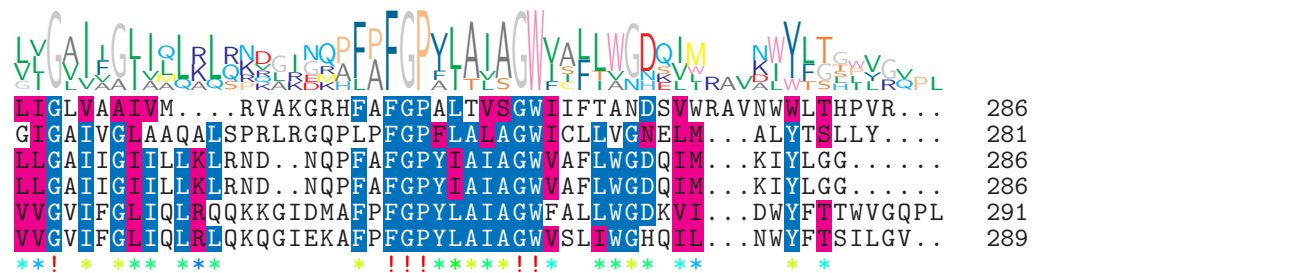 LIGLVAAIVM....RVAKGRHFAFGPALTVSGWIIFTANDSVWRAVNWWLTHPVR... 286
GIGAIVGLAAQALSPRLRGQPLPFGPFLALAGWICLLVGNELM...ALYTSLLY.... 281
LLGAIIGIILLKLRND..NQPFAFGPYIAIAGWVAFLWGDQIM...KIYLGG...... 286
LLGAIIGIILLKLRND..NQPFAFGPYIAIAGWVAFLWGDQIM...KIYLGG...... 286
VVGVIFGLIQLRQQKKGIDMAFPFGPYLAIAGWFALLWGDKVI...DWYFTTWVGQPL 291
VVGVIFGLIQLRLQKQGIEKAFPFGPYLAIAGWVSLIWGHQIL...NWYFTSILGV.. 289
**! * *** *** * !!!*****!!* **** ** * *